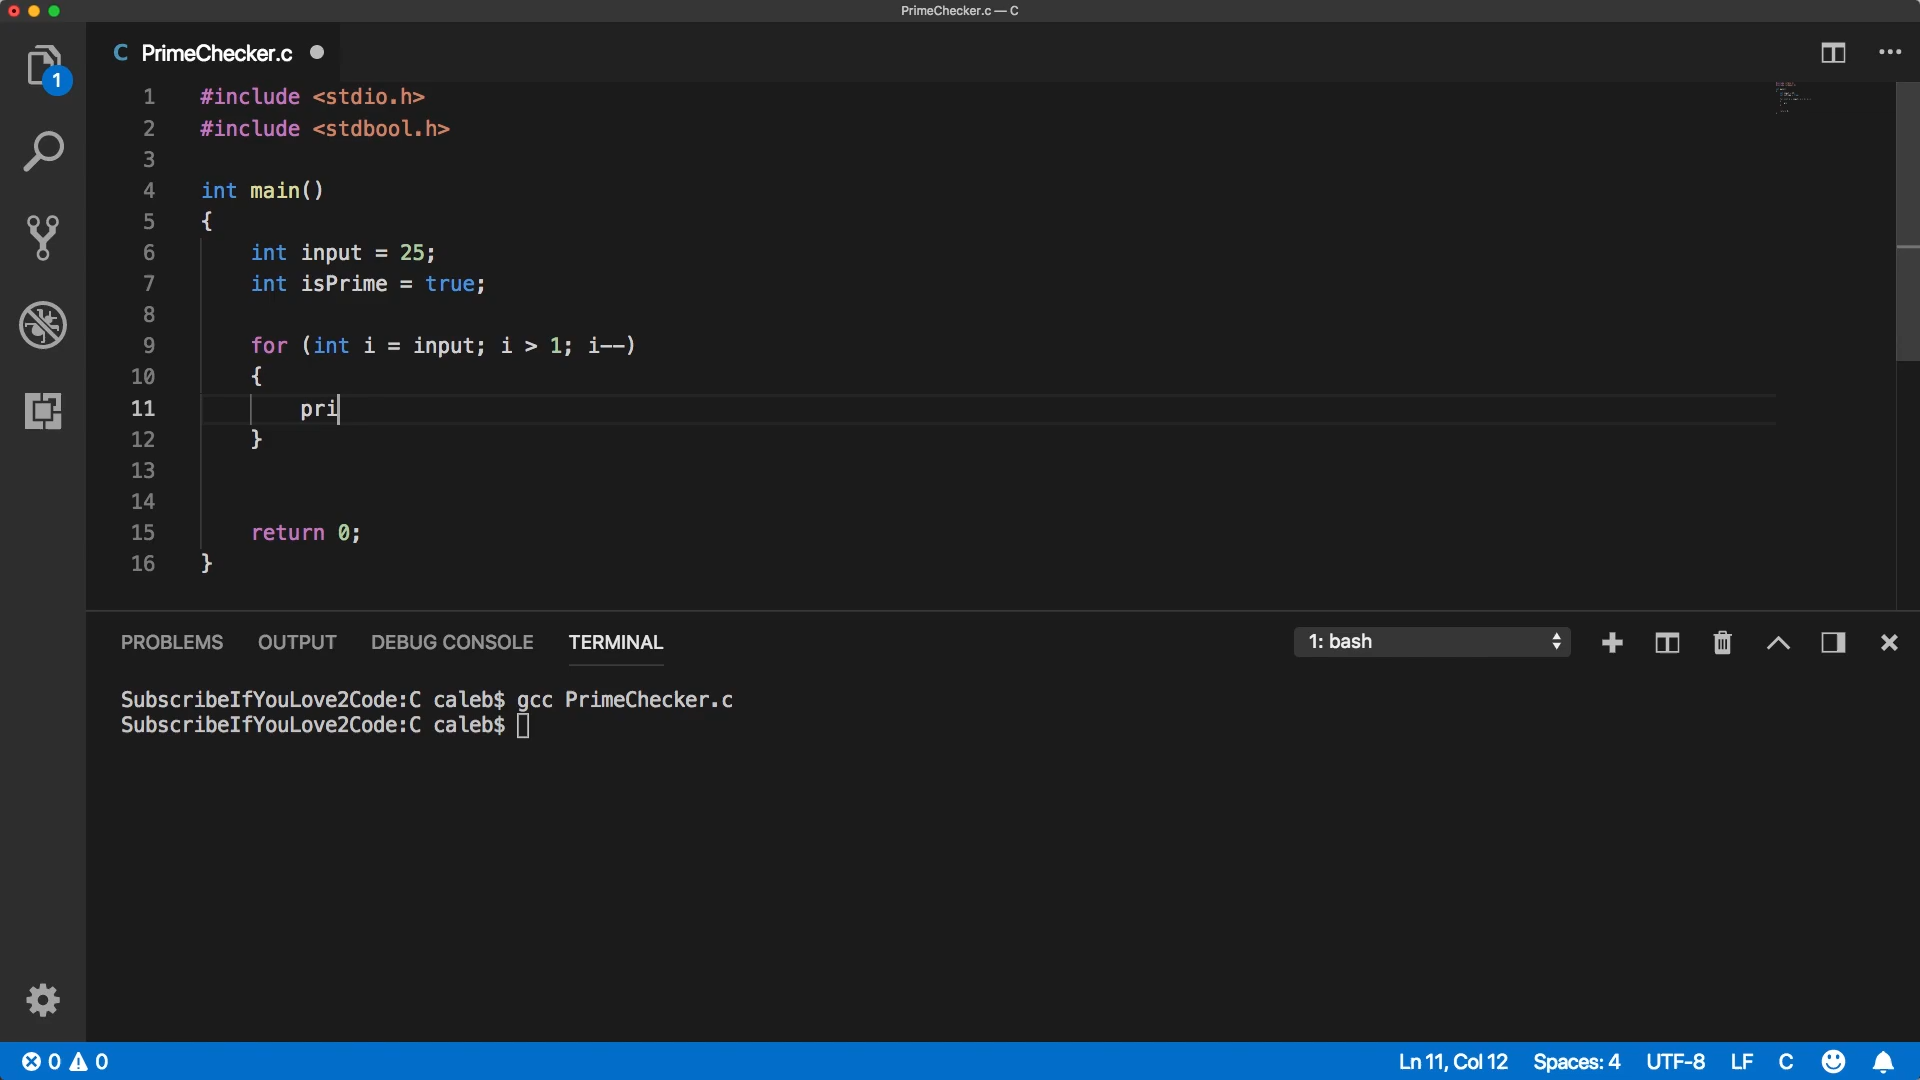 PrimeChecker.c — C
C PrimeChecker.c
1
1 #include <stdio.h>
2 #include <stdbool.h>
3
4 int main()
5 {
6 int input = 25;
7 int isPrime = true;
8
9 for (int i = input; i > 1; i--)
10 {
11 pri
12 }
13
14
15 return 0;
16 }
PROBLEMS OUTPUT DEBUG CONSOLE TERMINAL 1: bash
SubscribeIfYouLove2Code:C caleb$ gcc PrimeChecker.c
SubscribeIfYouLove2Code:C caleb$
0 0 Ln 11, Col 12 Spaces: 4 UTF-8 LF C